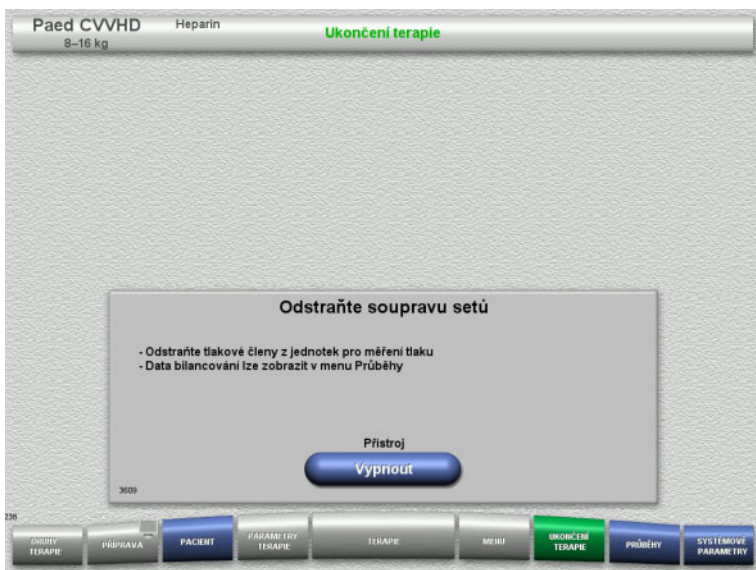 Paed CVVHD Heparin
8–16 kg
Ukončení terapie
Odstraňte soupravu setů
- Odstraňte tlakové členy z jednotek pro měření tlaku
- Data bilancování lze zobrazit v menu Průběhy
Přístroj
Vypnout
3609
238
DRUHY
TERAPIE
PŘÍPRAVA
PACIENT
PARAMETRY
TERAPIE
TERAPIE
MENU
UKONČENÍ
TERAPIE
PRŮBĚHY
SYSTÉMOVÉ
PARAMETRY